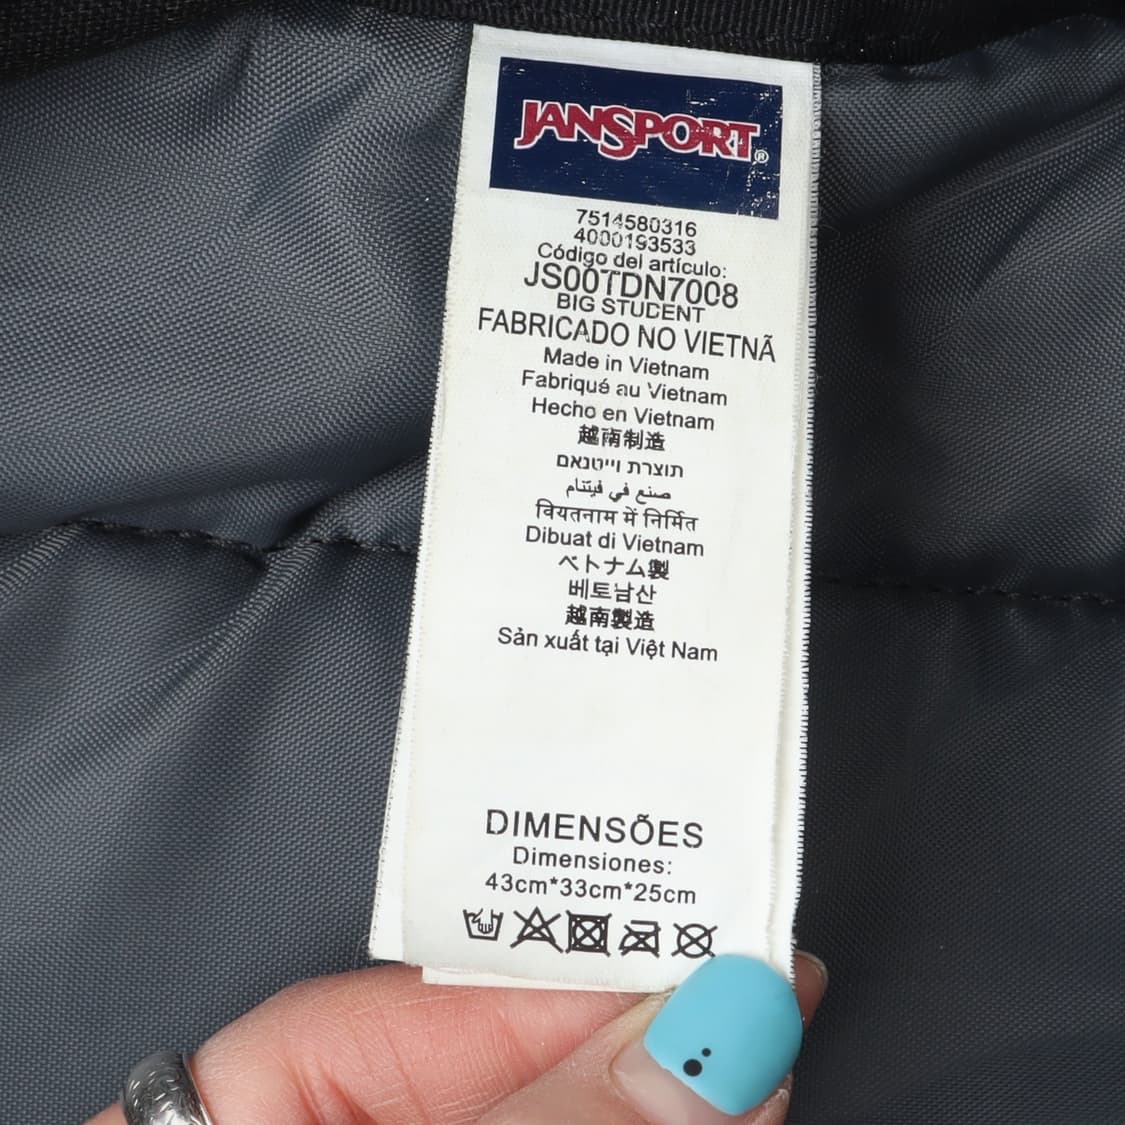 JANSPORT®
7514580316
4000193533
Código del artículo:
JS00TDN7008
BIG STUDENT
FABRICADO NO VIETNÃ
Made in Vietnam
Fabriqué au Vietnam
Hecho en Vietnam
越南制造
תוצרת וייטנאם
صنع في فيتنام
वियतनाम में निर्मित
Dibuat di Vietnam
ベトナム製
베트남산
越南製造
Sản xuất tại Việt Nam
DIMENSÕES
Dimensiones:
43cm*33cm*25cm